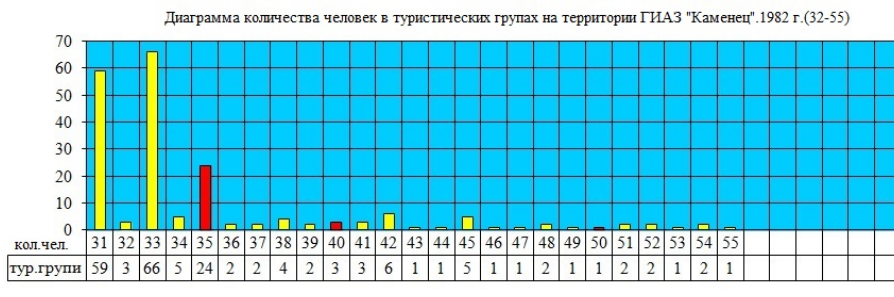 Диаграмма количества человек в туристических групах на территории ГИАЗ "Каменец".1982 г.(32-55)
70
60
50
40
30
20
10
0
кол.чел. 31 32 33 34 35 36 37 38 39 40 41 42 43 44 45 46 47 48 49 50 51 52 53 54 55
тур.групи 59 3 66 5 24 2 2 4 2 3 3 6 1 1 5 1 1 2 1 1 2 2 1 2 1